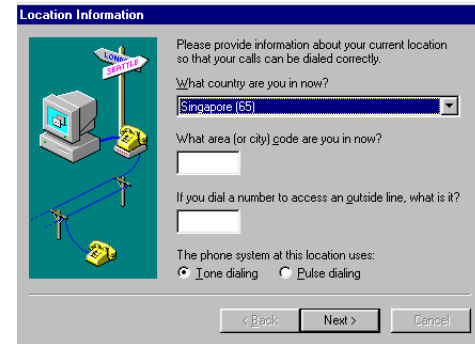 Location Information
LONDON
SEATTLE
Please provide information about your current location
so that your calls can be dialed correctly.
What country are you in now?
Singapore (65)
What area (or city) code are you in now?
If you dial a number to access an outside line, what is it?
The phone system at this location uses:
Tone dialing Pulse dialing
< Back Next > Cancel